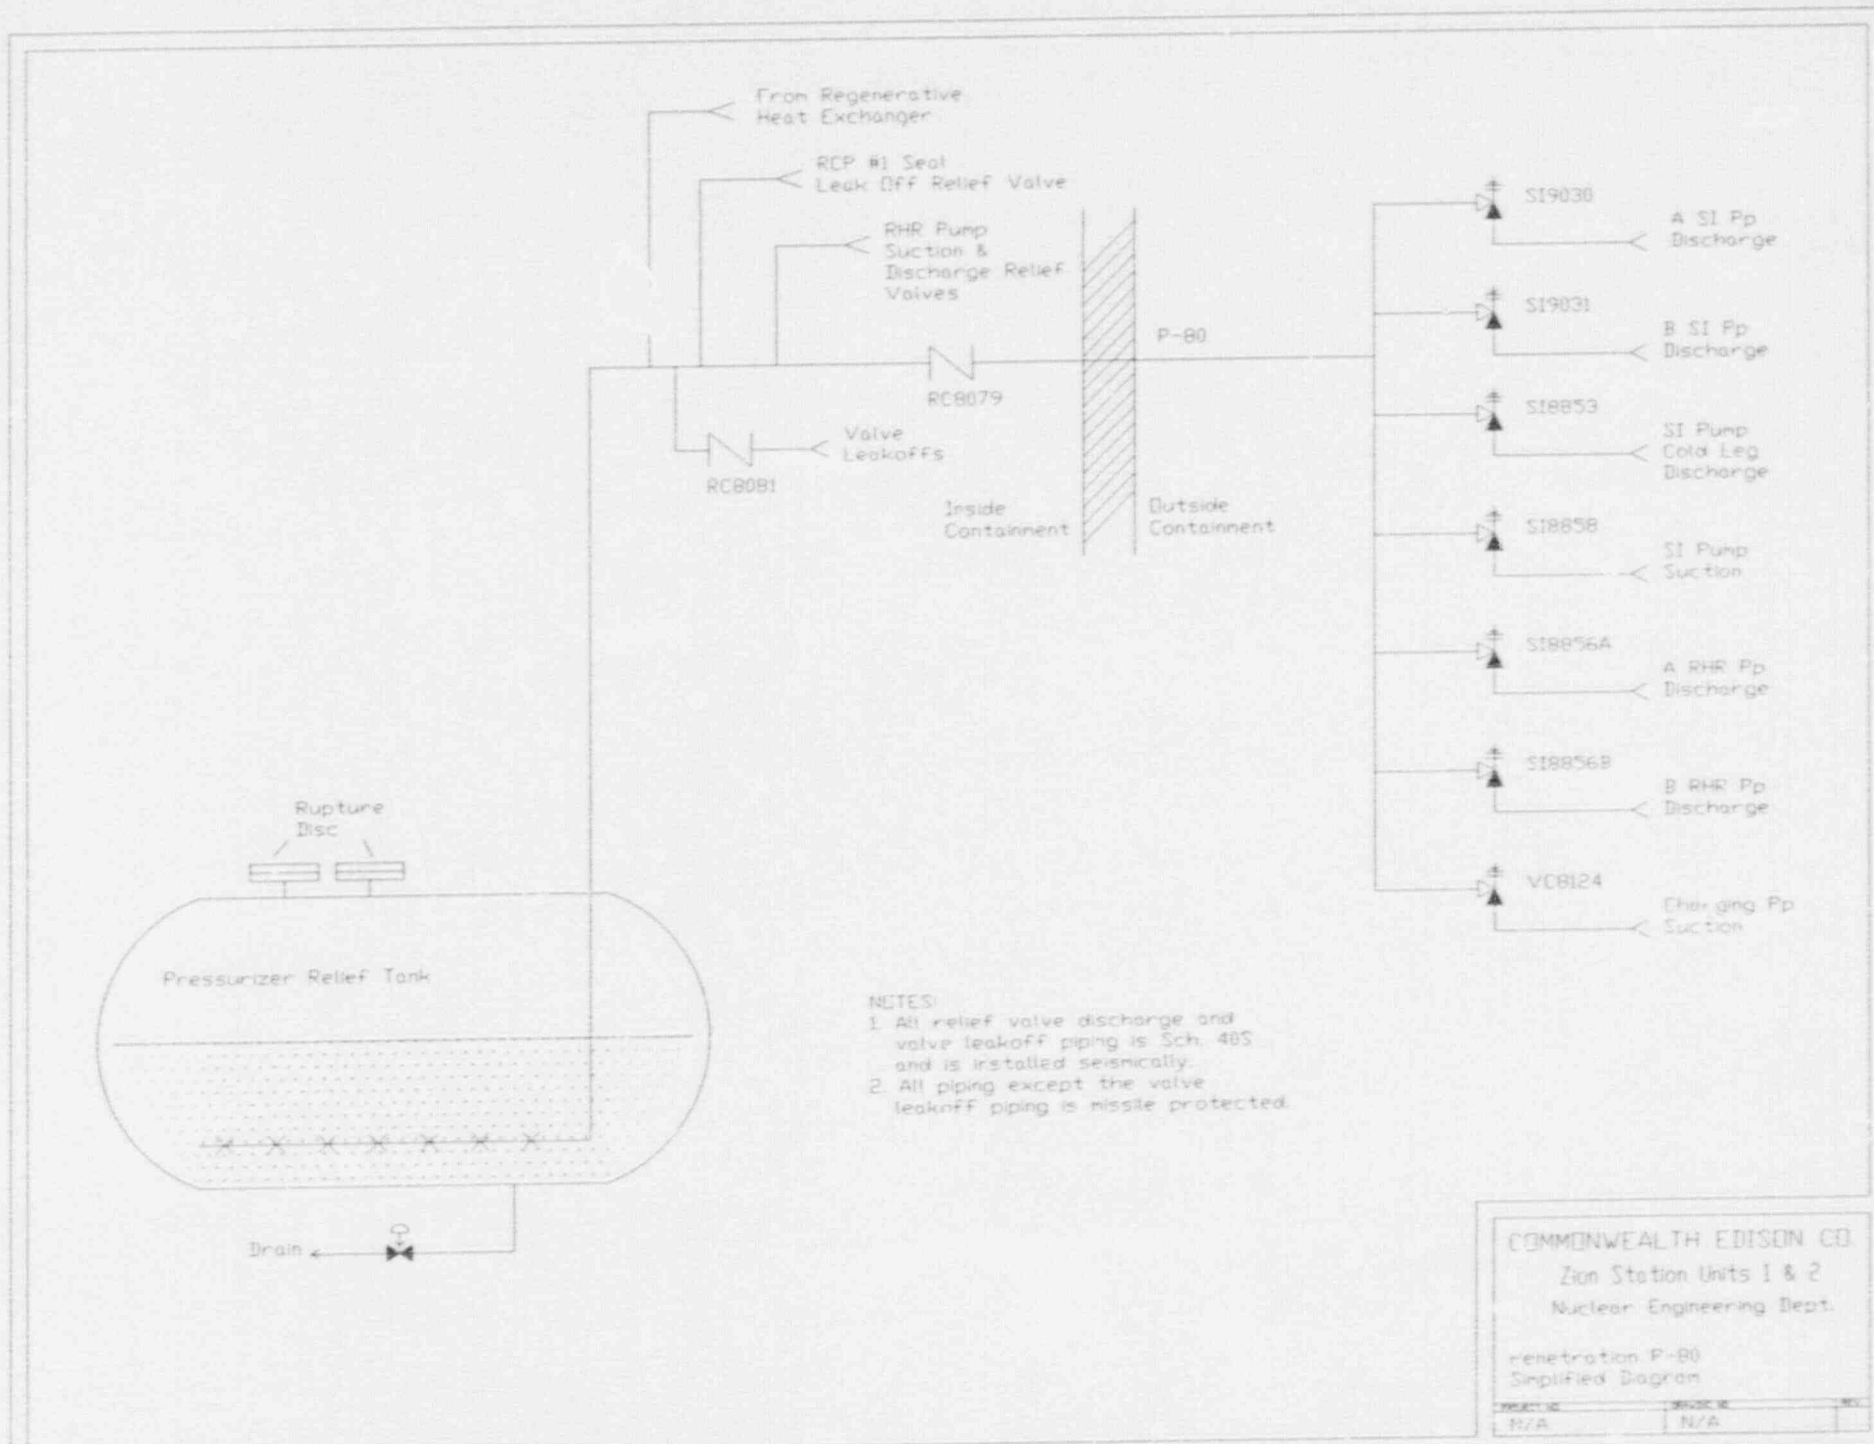 From Regenerative
Heat Exchanger
RCP #1 Seal
Leak Off Relief Valve
RHR Pump
Suction &
Discharge Relief
Valves
P-80
RC8079
Valve
Leakoffs
RC8081
Inside
Containment
Outside
Containment
SI9030
A SI Pp
Discharge
SI9031
B SI Pp
Discharge
SI8853
SI Pump
Cold Leg
Discharge
SI8858
SI Pump
Suction
SI8856A
A RHR Pp
Discharge
SI8856B
B RHR Pp
Discharge
VC8124
Charging Pp
Suction
Rupture
Disc
Pressurizer Relief Tank
Drain
NOTES:
1. All relief valve discharge and
valve leakoff piping is Sch. 40S
and is installed seismically.
2. All piping except the valve
leakoff piping is missile protected.
COMMONWEALTH EDISON CO.
Zion Station Units 1 & 2
Nuclear Engineering Dept.
Penetration P-80
Simplified Diagram
PROJECT NO.
N/A
DRAWING NO.
N/A
REV.